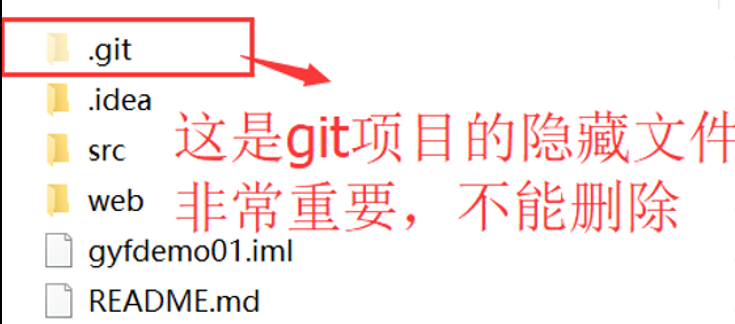 .git
.idea
这是git项目的隐藏文件
src
非常重要，不能删除
web
gyfdemo01.iml
README.md